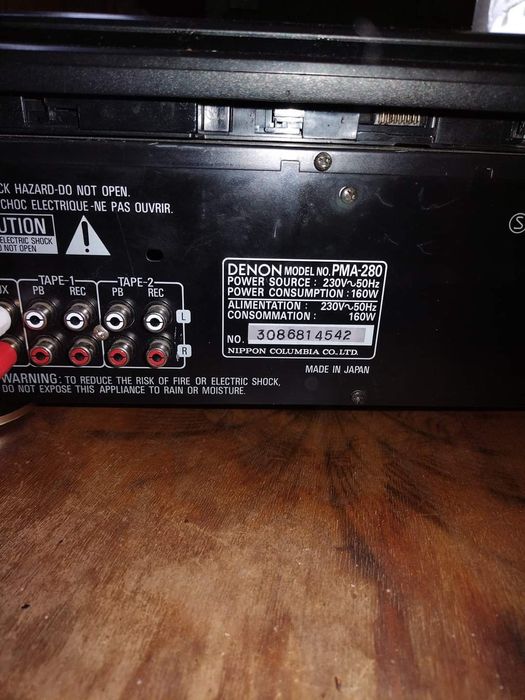 CK HAZARD-DO NOT OPEN.
CHOC ELECTRIQUE-NE PAS OUVRIR.
UTION
ELECTRIC SHOCK
NOT OPEN
UX
TAPE-1
TAPE-2
PB REC PB REC
L
R
DENON MODEL NO. PMA-280
POWER SOURCE : 230V~50Hz
POWER CONSUMPTION : 160W
ALIMENTATION : 230V~50Hz
CONSOMMATION : 160W
NO. 3086814542
NIPPON COLUMBIA CO., LTD.
MADE IN JAPAN
WARNING: TO REDUCE THE RISK OF FIRE OR ELECTRIC SHOCK,
DO NOT EXPOSE THIS APPLIANCE TO RAIN OR MOISTURE.
S